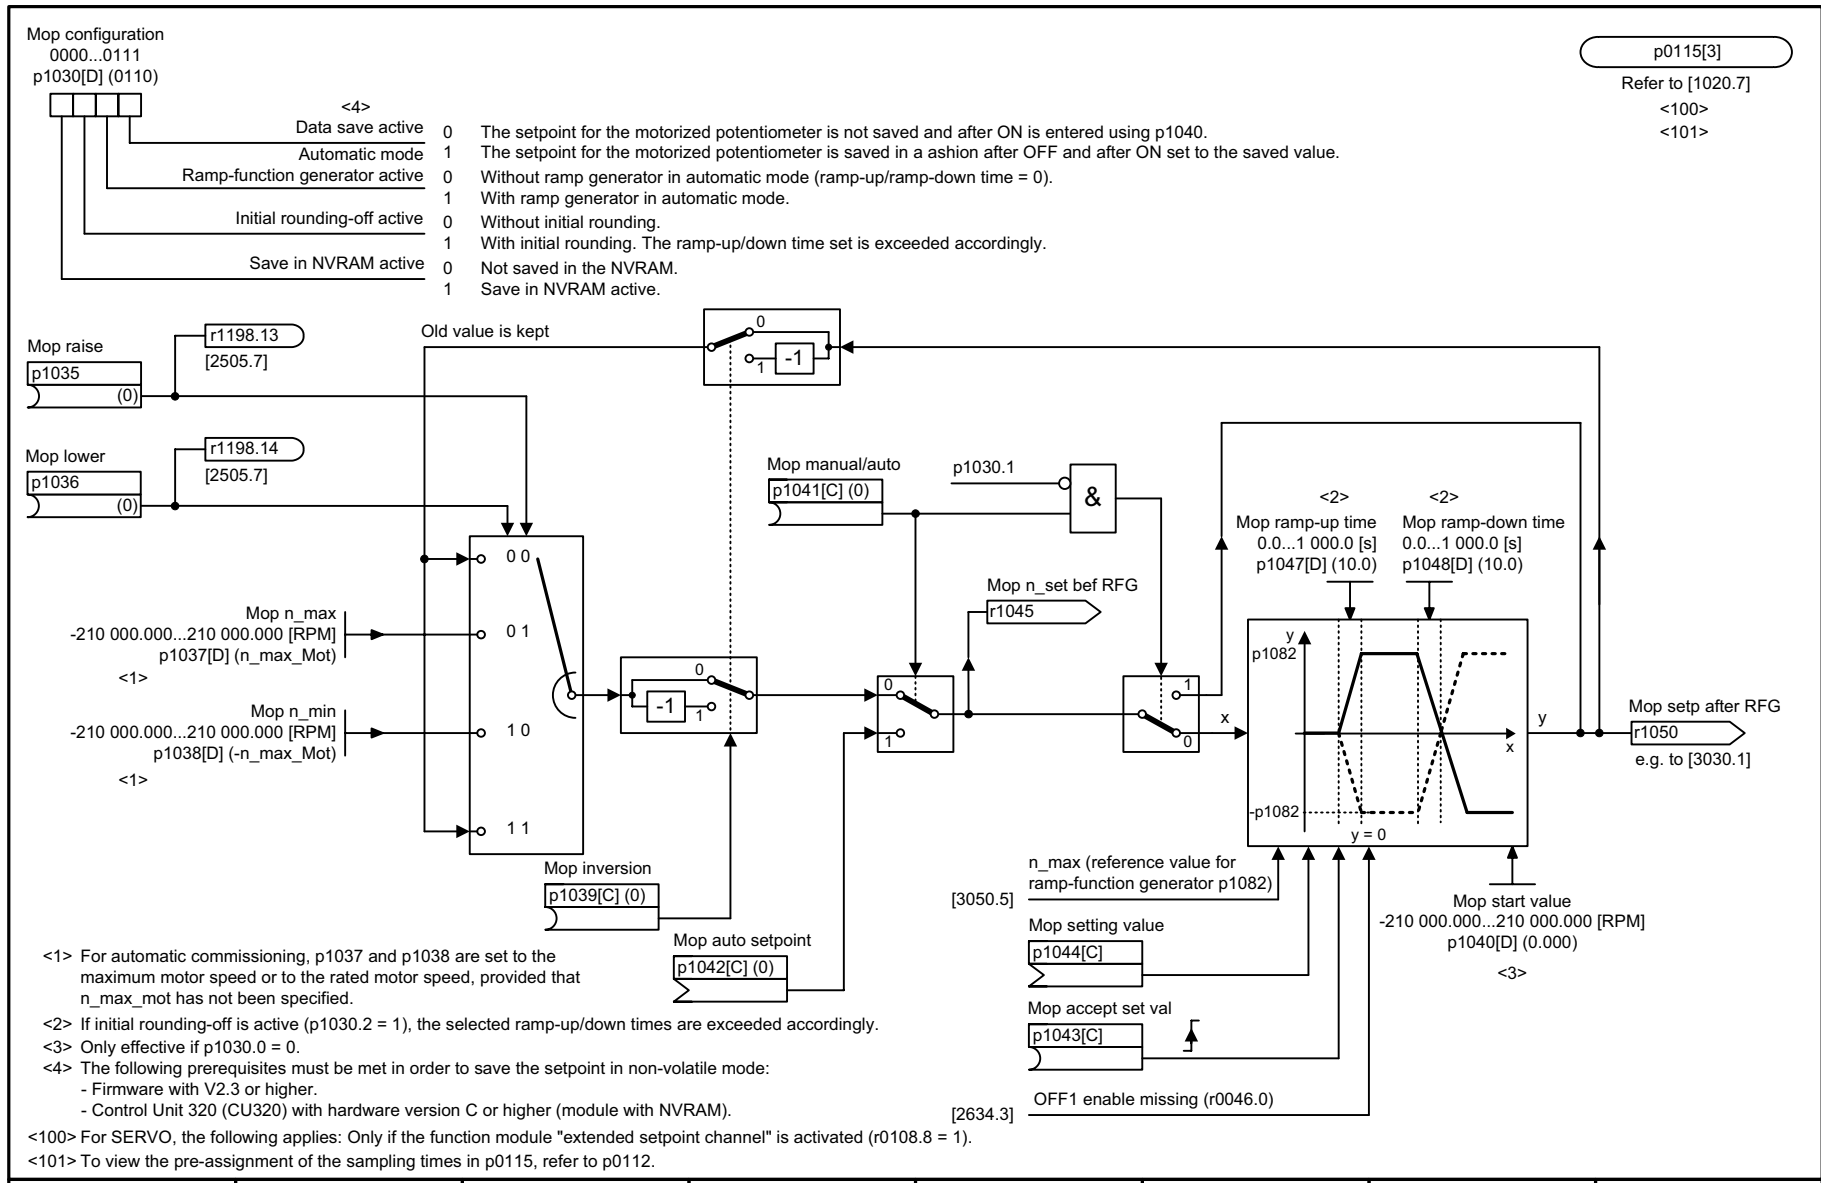 Mop configuration
0000...0111
p1030[D] (0110)
p0115[3]
Refer to [1020.7]
<100>
<101>
<4>
Data save active 0 The setpoint for the motorized potentiometer is not saved and after ON is entered using p1040.
Automatic mode 1 The setpoint for the motorized potentiometer is saved in a ashion after OFF and after ON set to the saved value.
Ramp-function generator active 0 Without ramp generator in automatic mode (ramp-up/ramp-down time = 0).
1 With ramp generator in automatic mode.
Initial rounding-off active 0 Without initial rounding.
1 With initial rounding. The ramp-up/down time set is exceeded accordingly.
Save in NVRAM active 0 Not saved in the NVRAM.
1 Save in NVRAM active.
Mop raise
p1035
(0)
r1198.13
[2505.7]
Old value is kept
0
1
-1
Mop lower
p1036
(0)
r1198.14
[2505.7]
Mop manual/auto
p1041[C] (0)
p1030.1
&
<2>
Mop ramp-up time
0.0...1 000.0 [s]
p1047[D] (10.0)
<2>
Mop ramp-down time
0.0...1 000.0 [s]
p1048[D] (10.0)
0 0
0 1
1 0
1 1
Mop n_max
-210 000.000...210 000.000 [RPM]
p1037[D] (n_max_Mot)
<1>
Mop n_min
-210 000.000...210 000.000 [RPM]
p1038[D] (-n_max_Mot)
<1>
0
-1
1
0
1
Mop n_set bef RFG
r1045
1
0
x
y
p1082
x
-p1082
y = 0
y
Mop setp after RFG
r1050
e.g. to [3030.1]
Mop inversion
p1039[C] (0)
Mop auto setpoint
p1042[C] (0)
n_max (reference value for
ramp-function generator p1082)
[3050.5]
Mop setting value
p1044[C]
Mop accept set val
p1043[C]
OFF1 enable missing (r0046.0)
[2634.3]
Mop start value
-210 000.000...210 000.000 [RPM]
p1040[D] (0.000)
<3>
<1> For automatic commissioning, p1037 and p1038 are set to the
maximum motor speed or to the rated motor speed, provided that
n_max_mot has not been specified.
<2> If initial rounding-off is active (p1030.2 = 1), the selected ramp-up/down times are exceeded accordingly.
<3> Only effective if p1030.0 = 0.
<4> The following prerequisites must be met in order to save the setpoint in non-volatile mode:
- Firmware with V2.3 or higher.
- Control Unit 320 (CU320) with hardware version C or higher (module with NVRAM).
<100> For SERVO, the following applies: Only if the function module "extended setpoint channel" is activated (r0108.8 = 1).
<101> To view the pre-assignment of the sampling times in p0115, refer to p0112.